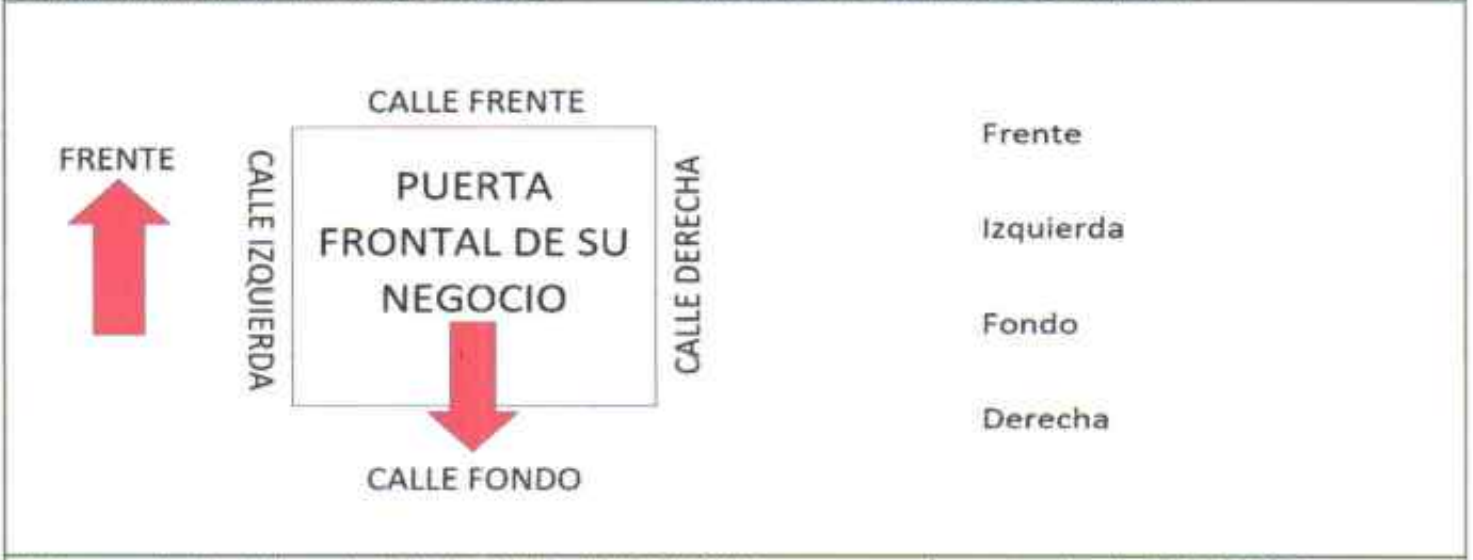 CALLE FRENTE
FRENTE
CALLE IZQUIERDA
PUERTA
FRONTAL DE SU
NEGOCIO
CALLE DERECHA
CALLE FONDO
Frente
Izquierda
Fondo
Derecha